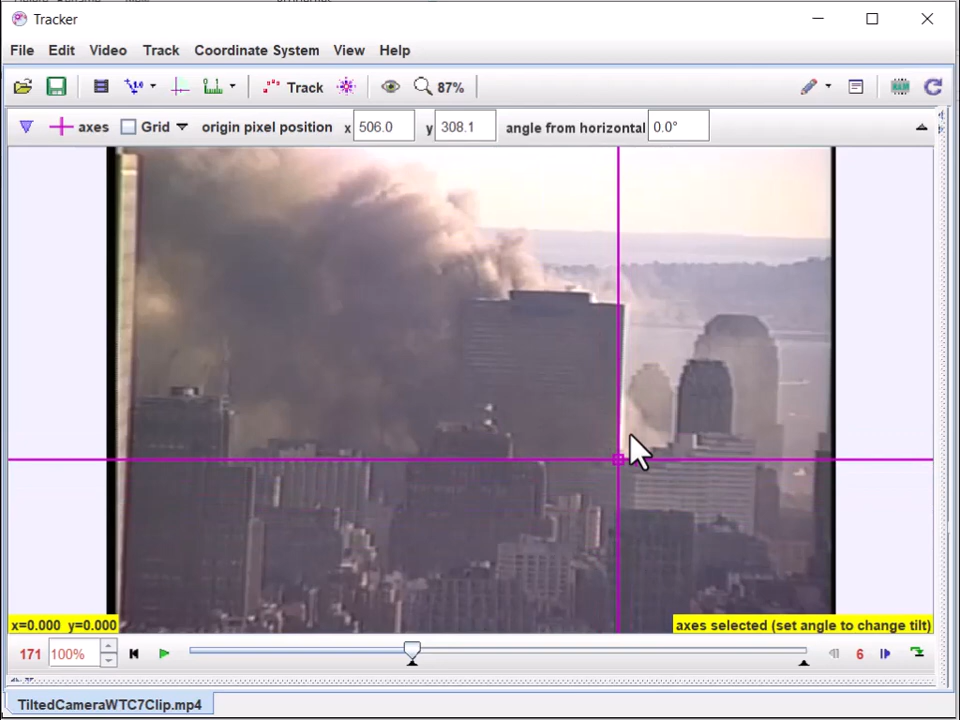 Tracker
File Edit Video Track Coordinate System View Help
Track 87%
axes Grid origin pixel position x 506.0 y 308.1 angle from horizontal 0.0°
x=0.000 y=0.000 axes selected (set angle to change tilt)
171 100% 6
TiltedCameraWTC7Clip.mp4